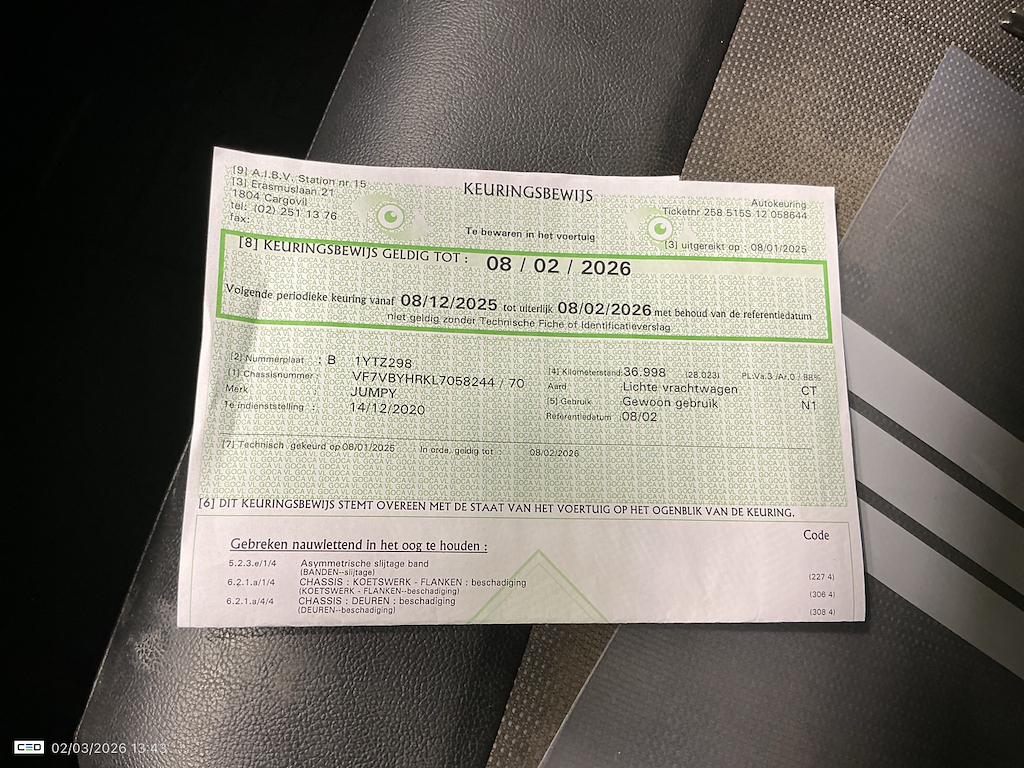 [9] A.I.B.V. Station nr 15
[3] Erasmuslaan 21
1804 Cargovil
tel: (02) 251 13 76
fax:
KEURINGSBEWIJS
Te bewaren in het voertuig
Autokeuring
Ticketnr 258 515S 12 058644
[3] uitgereikt op : 08/01/2025
[8] KEURINGSBEWIJS GELDIG TOT : 08 / 02 / 2026
Volgende periodieke keuring vanaf 08/12/2025 tot uiterlijk 08/02/2026 met behoud van de referentiedatum
niet geldig zonder Technische Fiche of Identificatieverslag
[2] Nummerplaat : B 1YTZ298
(1) Chassisnummer : VF7VBYHRKL7058244 / 70
Merk : JUMPY
1e indienststelling : 14/12/2020
[4] Kilometerstand: 36.998 (28.023) PL:Va.3 /Ar.0 / 88%
Aard : Lichte vrachtwagen CT
[5] Gebruik : Gewoon gebruik N1
Referentiedatum : 08/02
[7] Technisch gekeurd op 08/01/2025 In orde, geldig tot 08/02/2026
[6] DIT KEURINGSBEWIJS STEMT OVEREEN MET DE STAAT VAN HET VOERTUIG OP HET OGENBLIK VAN DE KEURING.
Gebreken nauwlettend in het oog te houden : Code
5.2.3.e/1/4 Asymmetrische slijtage band
(BANDEN--slijtage) (227 4)
6.2.1.a/1/4 CHASSIS : KOETSWERK - FLANKEN : beschadiging
(KOETSWERK - FLANKEN--beschadiging) (306 4)
6.2.1.a/4/4 CHASSIS : DEUREN : beschadiging
(DEUREN--beschadiging) (308 4)
CEO 02/03/2026 13:43